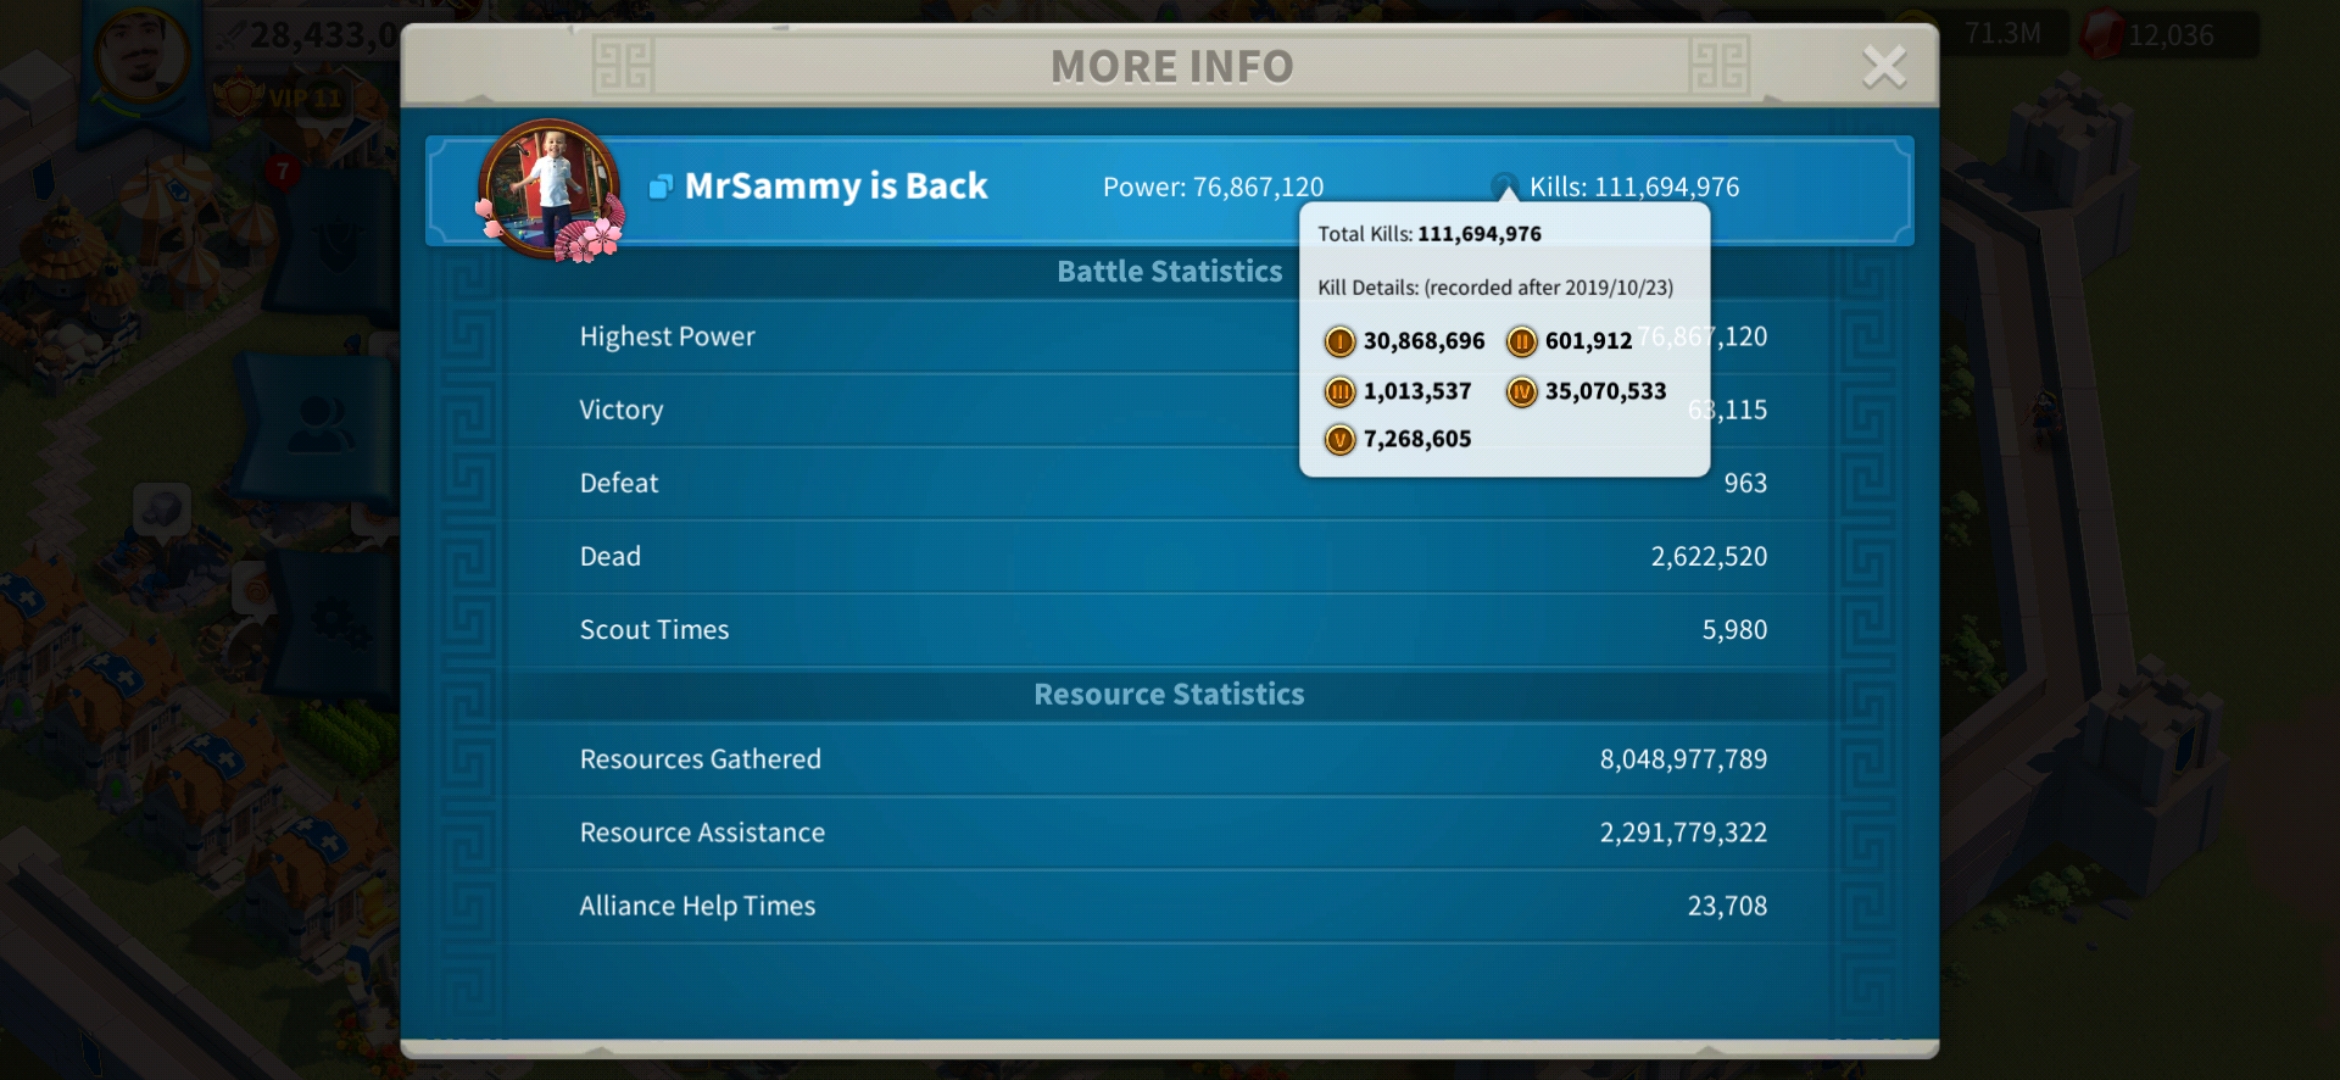 28,433,0
MORE INFO
71.3M
12,036
VIP 11
7
MrSammy is Back
Power: 76,867,120
Kills: 111,694,976
Total Kills: 111,694,976
Battle Statistics
Kill Details: (recorded after 2019/10/23)
Highest Power 76,867,120
I 30,868,696 II 601,912
III 1,013,537 IV 35,070,533
Victory 63,115
V 7,268,605
Defeat 963
Dead 2,622,520
Scout Times 5,980
Resource Statistics
Resources Gathered 8,048,977,789
Resource Assistance 2,291,779,322
Alliance Help Times 23,708